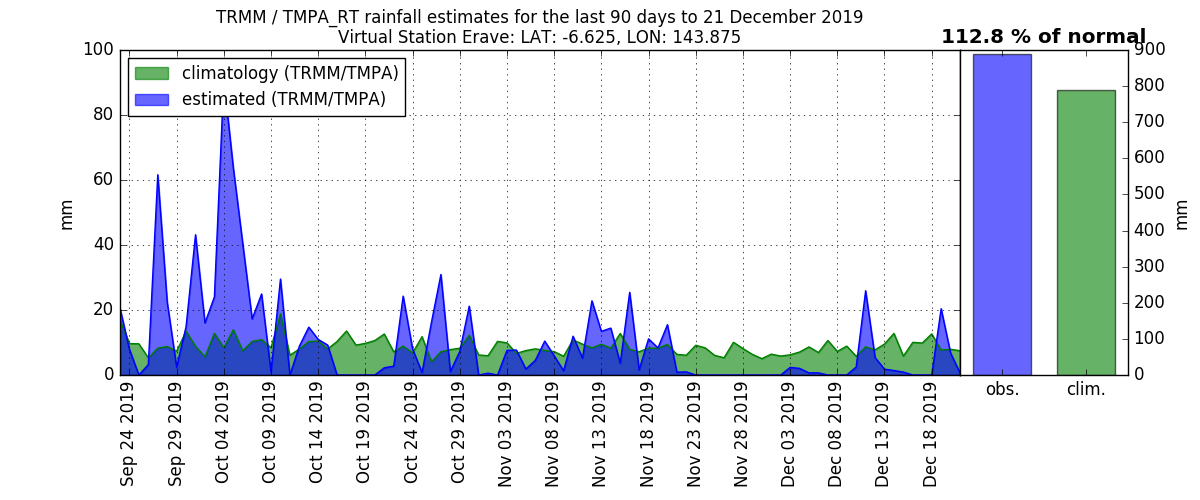 TRMM / TMPA_RT rainfall estimates for the last 90 days to 21 December 2019
Virtual Station Erave: LAT: -6.625, LON: 143.875
112.8 % of normal
climatology (TRMM/TMPA)
estimated (TRMM/TMPA)
mm
100
80
60
40
20
0
Sep 24 2019
Sep 29 2019
Oct 04 2019
Oct 09 2019
Oct 14 2019
Oct 19 2019
Oct 24 2019
Oct 29 2019
Nov 03 2019
Nov 08 2019
Nov 13 2019
Nov 18 2019
Nov 23 2019
Nov 28 2019
Dec 03 2019
Dec 08 2019
Dec 13 2019
Dec 18 2019
900
800
700
600
500
400
300
200
100
0
mm
obs.
clim.